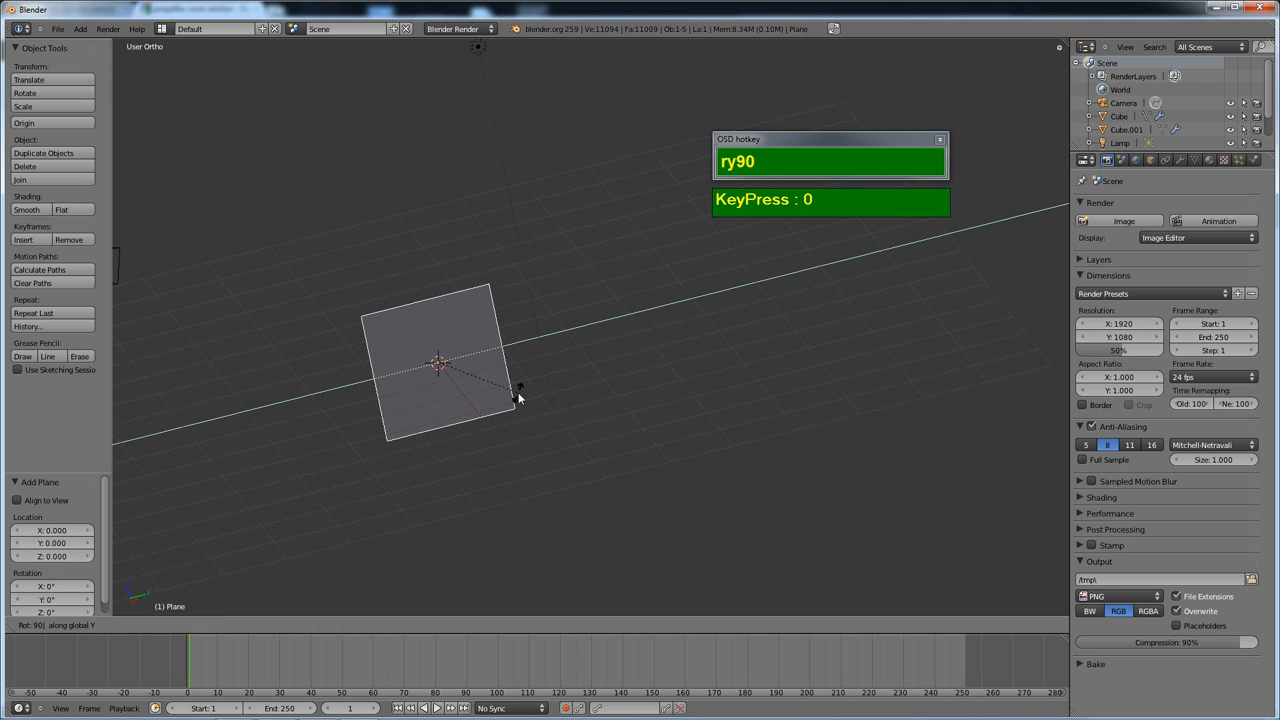 Blender
File Add Render Help
Default
Scene
Blender Render
blender.org 259 | Ve:11094 | Fa:11009 | Ob:1-5 | La:1 | Mem:8.34M (0.10M) | Plane
Object Tools
Transform:
Translate
Rotate
Scale
Origin
Object:
Duplicate Objects
Delete
Join
Shading:
Smooth Flat
Keyframes:
Insert Remove
Motion Paths:
Calculate Paths
Clear Paths
Repeat:
Repeat Last
History...
Grease Pencil:
Draw Line Erase
Use Sketching Sessio
Add Plane
Align to View
Location
X: 0.000
Y: 0.000
Z: 0.000
Rotation
X: 0°
Y: 0°
Z: 0°
User Ortho
OSD hotkey
ry90
KeyPress : 0
(1) Plane
Rot: 90| along global Y
View Search All Scenes
Scene
RenderLayers
World
Camera
Cube
Cube.001
Lamp
Scene
Render
Image Animation
Display: Image Editor
Layers
Dimensions
Render Presets
Resolution: Frame Range:
X: 1920 Start: 1
Y: 1080 End: 250
50% Step: 1
Aspect Ratio: Frame Rate:
X: 1.000 24 fps
Y: 1.000 Time Remapping:
Border Crop Old: 100 Ne: 100
Anti-Aliasing
5 8 11 16 Mitchell-Netravali
Full Sample Size: 1.000
Sampled Motion Blur
Shading
Performance
Post Processing
Stamp
Output
/tmp\
PNG File Extensions
BW RGB RGBA Overwrite
Placeholders
Compression: 90%
Bake
-50 -40 -30 -20 -10 0 10 20 30 40 50 60 70 80 90 100 110 120 130 140 150 160 170 180 190 200 210 220 230 240 250 260 270 280
View Frame Playback Start: 1 End: 250 1 No Sync